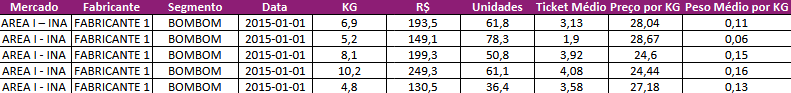 Mercado Fabricante Segmento Data KG R$ Unidades Ticket Médio Preço por KG Peso Médio por KG
AREA I – INA FABRICANTE 1 BOMBOM 2015-01-01 6,9 193,5 61,8 3,13 28,04 0,11
AREA I - INA FABRICANTE 1 BOMBOM 2015-01-01 5,2 149,1 78,3 1,9 28,67 0,06
AREA I - INA FABRICANTE 1 BOMBOM 2015-01-01 8,1 199,3 50,8 3,92 24,6 0,15
AREA I - INA FABRICANTE 1 BOMBOM 2015-01-01 10,2 249,3 61,1 4,08 24,44 0,16
AREA I - INA FABRICANTE 1 BOMBOM 2015-01-01 4,8 130,5 36,4 3,58 27,18 0,13